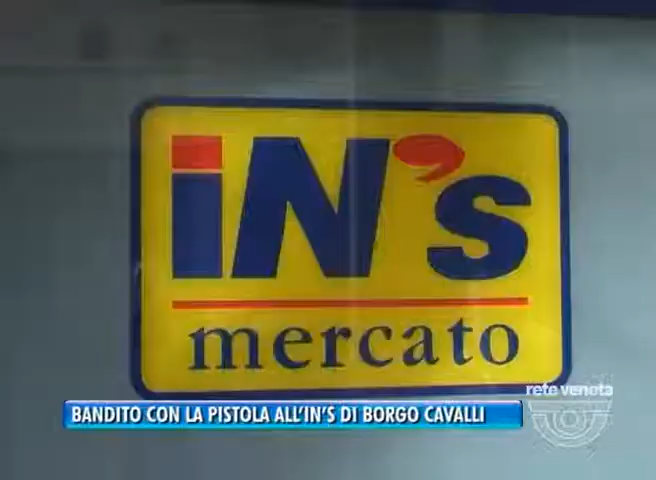 iN's
mercato
rete veneta
BANDITO CON LA PISTOLA ALL'IN'S DI BORGO CAVALLI